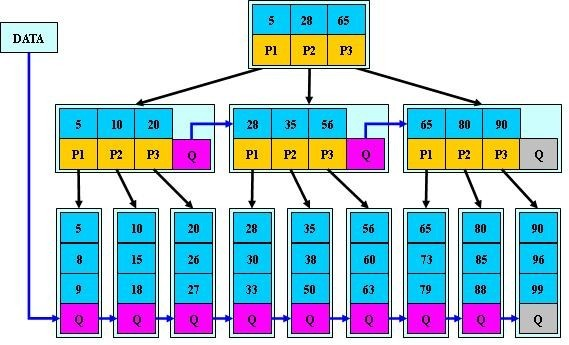 5 28 65
DATA
P1 P2 P3
5 10 20
28 35 56
65 80 90
P1 P2 P3 Q
P1 P2 P3 Q
P1 P2 P3 Q
5 10 20 28 35 56 65 80 90
8 15 26 30 38 60 73 85 96
9 18 27 33 50 63 79 88 99
Q Q Q Q Q Q Q Q Q